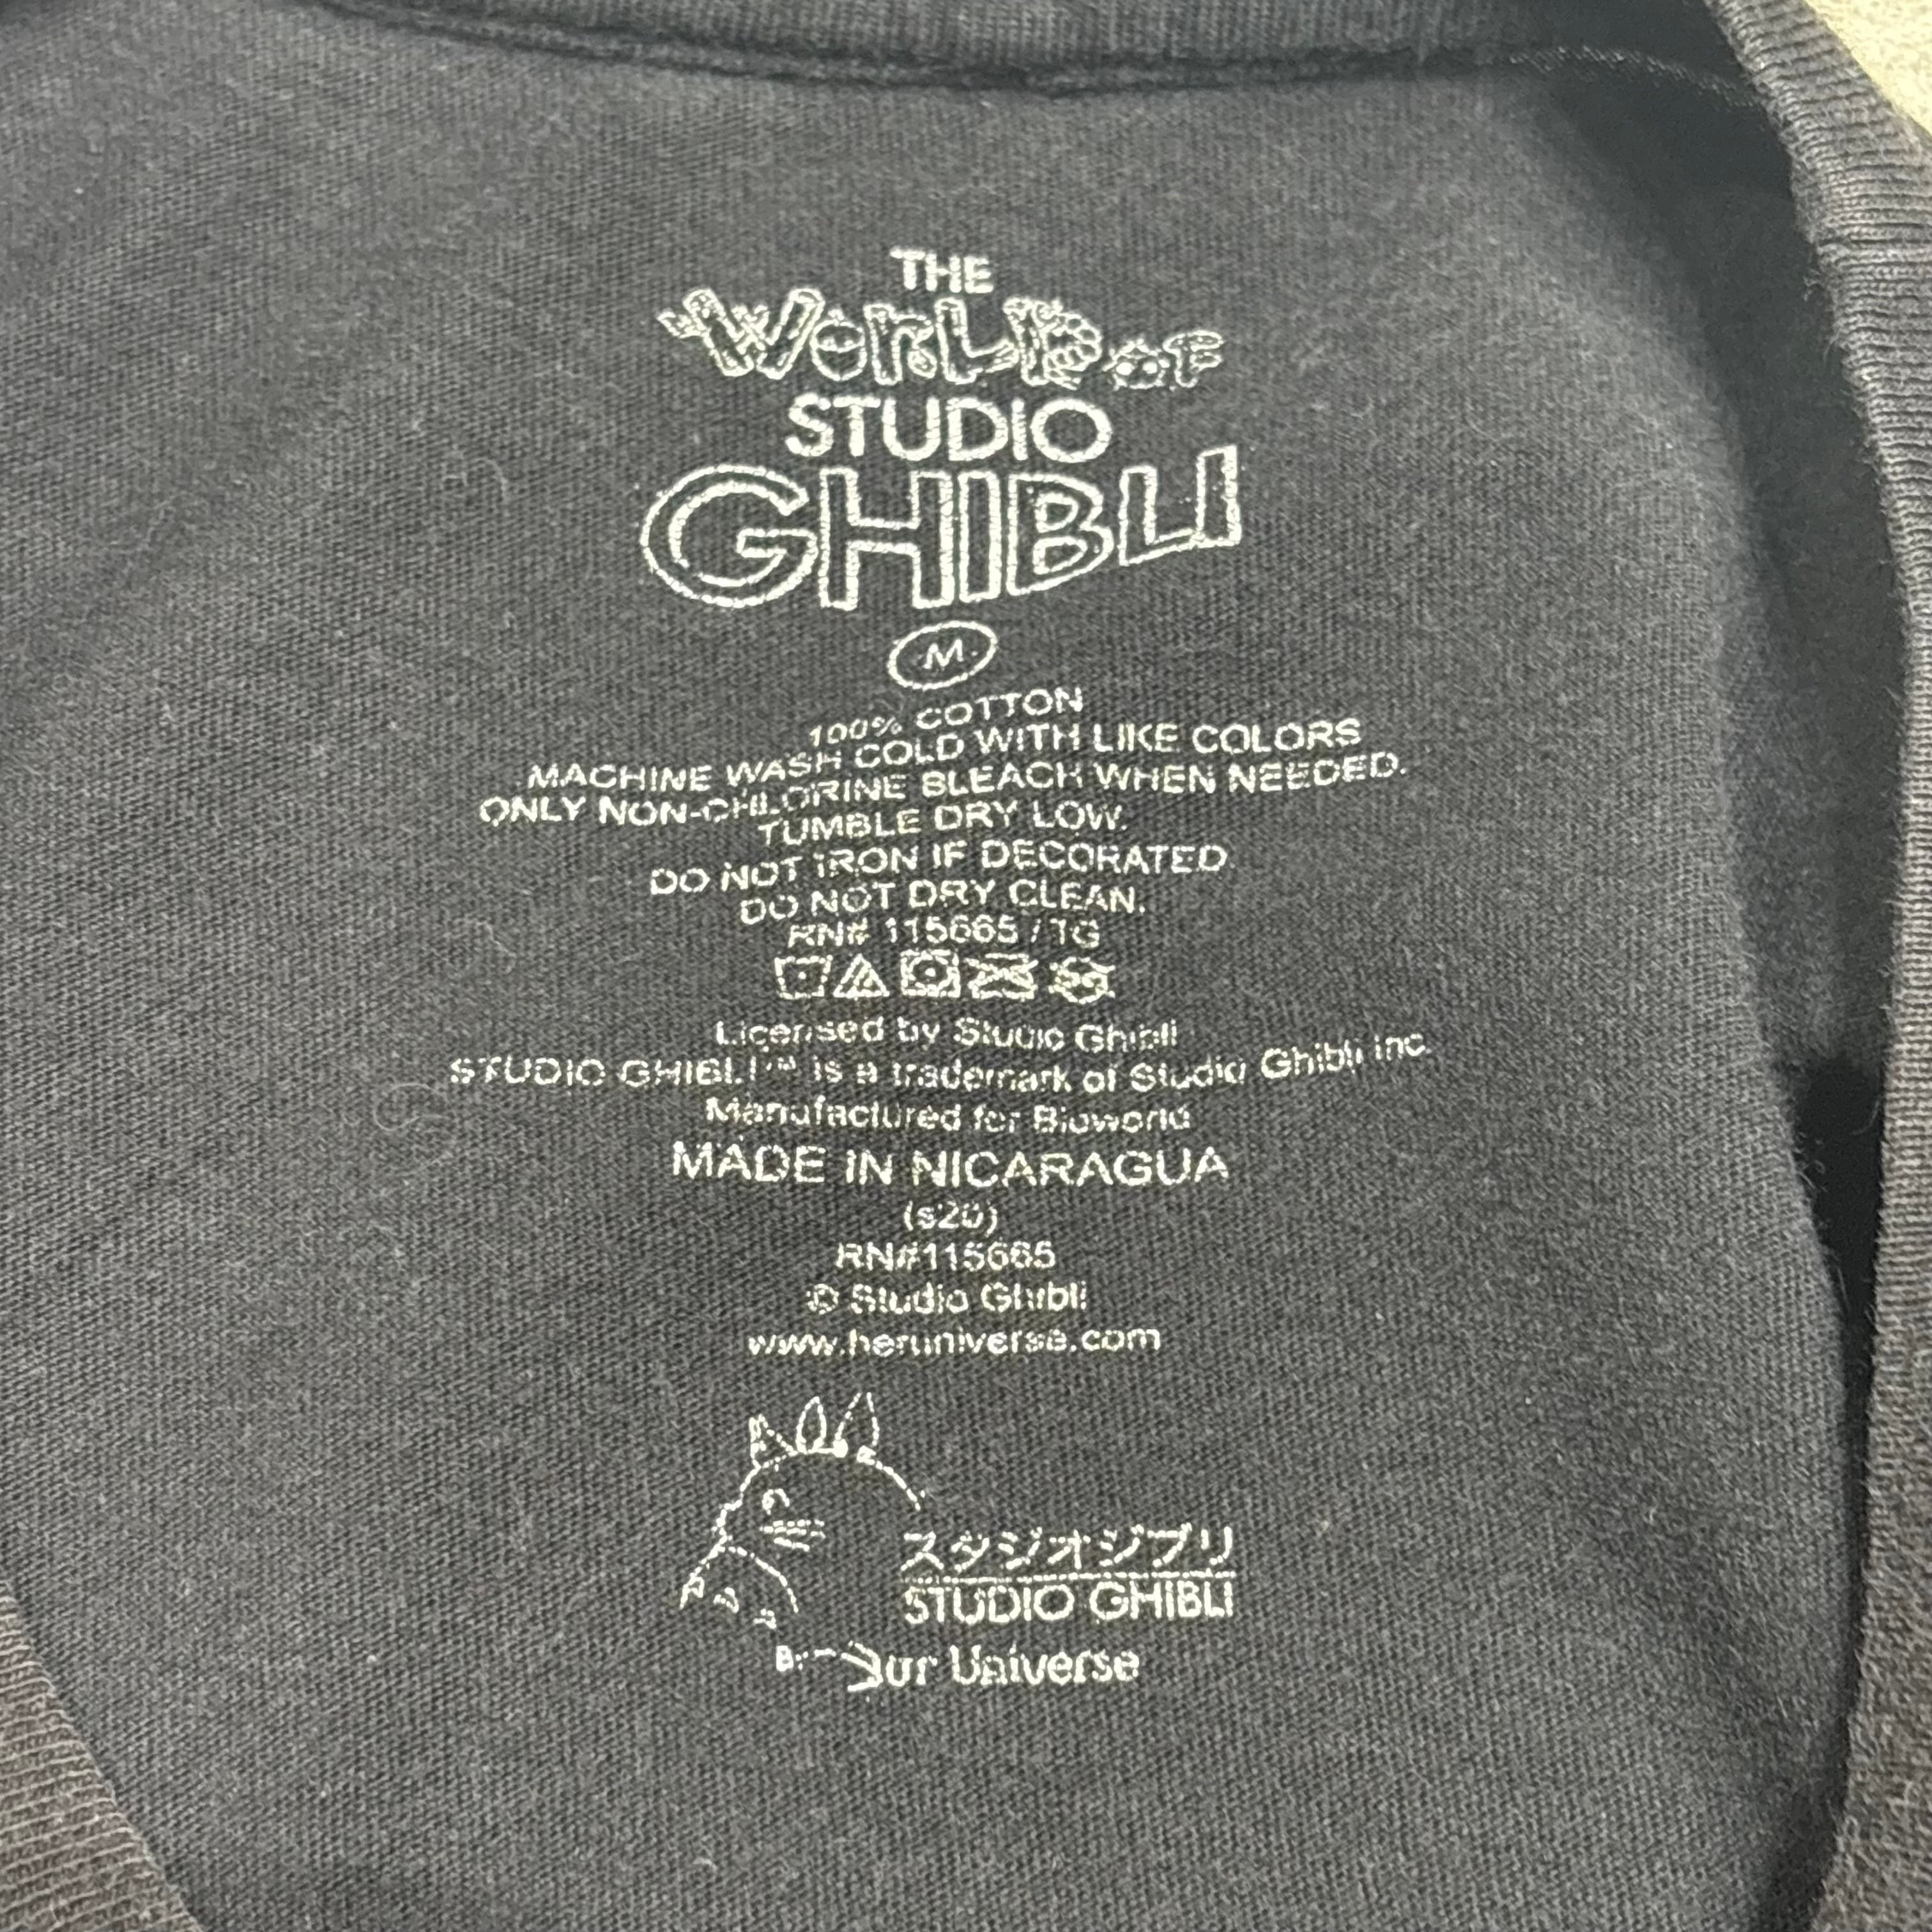 THE
WORLD OF
STUDIO
GHIBLI
M
100% COTTON
MACHINE WASH COLD WITH LIKE COLORS
ONLY NON-CHLORINE BLEACH WHEN NEEDED.
TUMBLE DRY LOW.
DO NOT IRON IF DECORATED.
DO NOT DRY CLEAN.
RN# 115665 / TG
Licensed by Studio Ghibli
STUDIO GHIBLI™ is a trademark of Studio Ghibli Inc.
Manufactured for Bioworld
MADE IN NICARAGUA
(s20)
RN#115665
© Studio Ghibli
www.heruniverse.com
スタジオジブリ
STUDIO GHIBLI
Universe